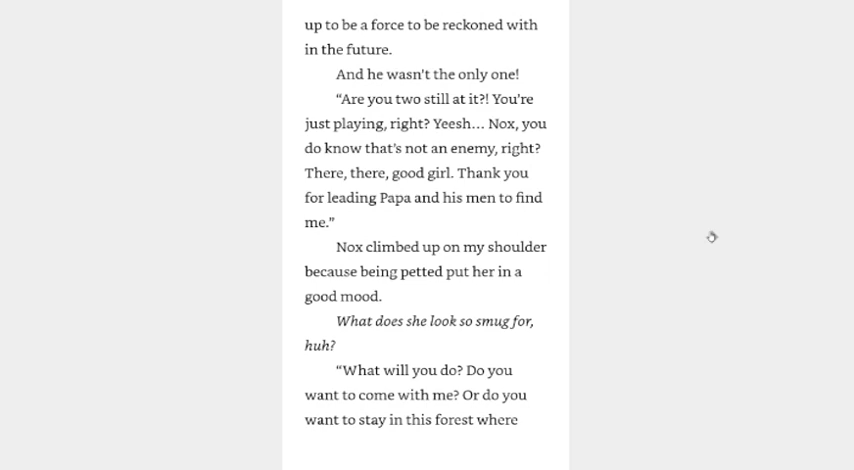 up to be a force to be reckoned with
in the future.
And he wasn't the only one!
“Are you two still at it?! You're
just playing, right? Yeesh... Nox, you
do know that's not an enemy, right?
There, there, good girl. Thank you
for leading Papa and his men to find
me.”
Nox climbed up on my shoulder
because being petted put her in a
good mood.
What does she look so smug for,
huh?
“What will you do? Do you
want to come with me? Or do you
want to stay in this forest where